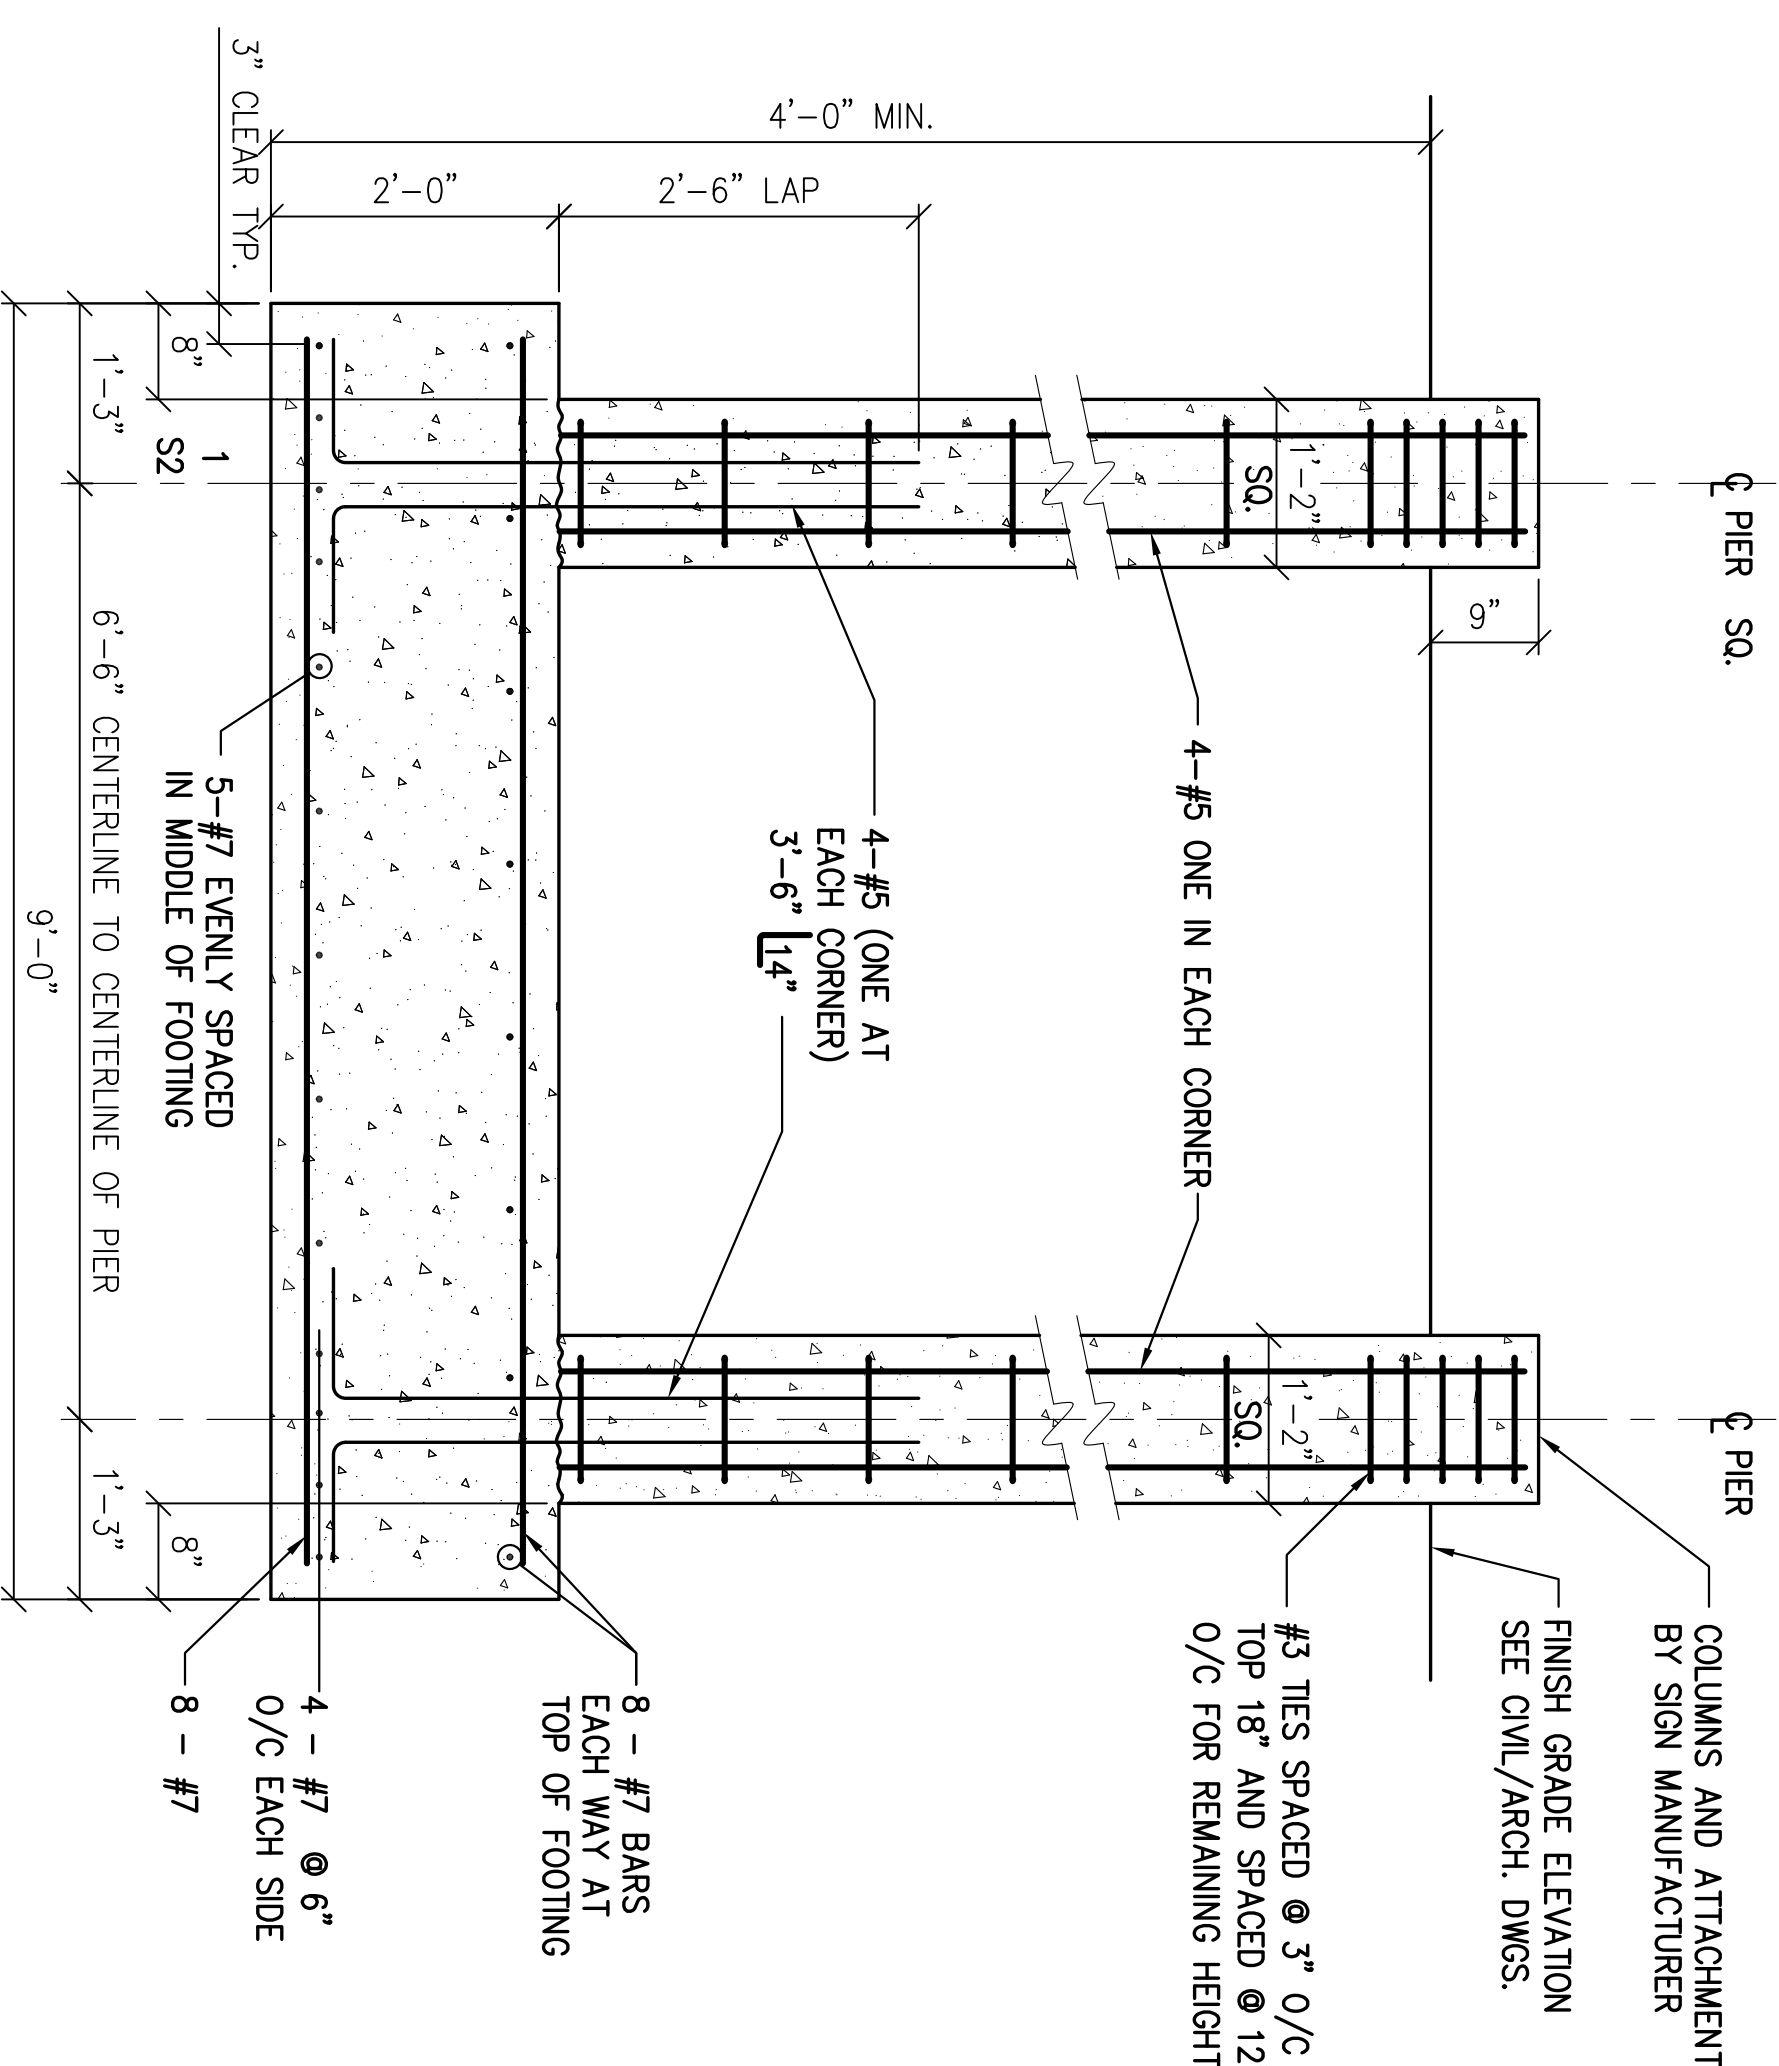 ℄ PIER SQ.
℄ PIER
COLUMNS AND ATTACHMENT
BY SIGN MANUFACTURER
FINISH GRADE ELEVATION
SEE CIVIL/ARCH. DWGS.
9"
1'-2"
SQ.
1'-2"
SQ.
#3 TIES SPACED @ 3" O/C
TOP 18" AND SPACED @ 12
O/C FOR REMAINING HEIGHT
4-#5 ONE IN EACH CORNER
4'-0" MIN.
2'-6" LAP
2'-0"
4-#5 (ONE AT
EACH CORNER)
3'-6" 14"
8 - #7 BARS
EACH WAY AT
TOP OF FOOTING
4 - #7 @ 6"
O/C EACH SIDE
8 - #7
3" CLEAR TYP.
5-#7 EVENLY SPACED
IN MIDDLE OF FOOTING
8"
8"
1
S2
1'-3"
6'-6" CENTERLINE TO CENTERLINE OF PIER
1'-3"
9'-0"